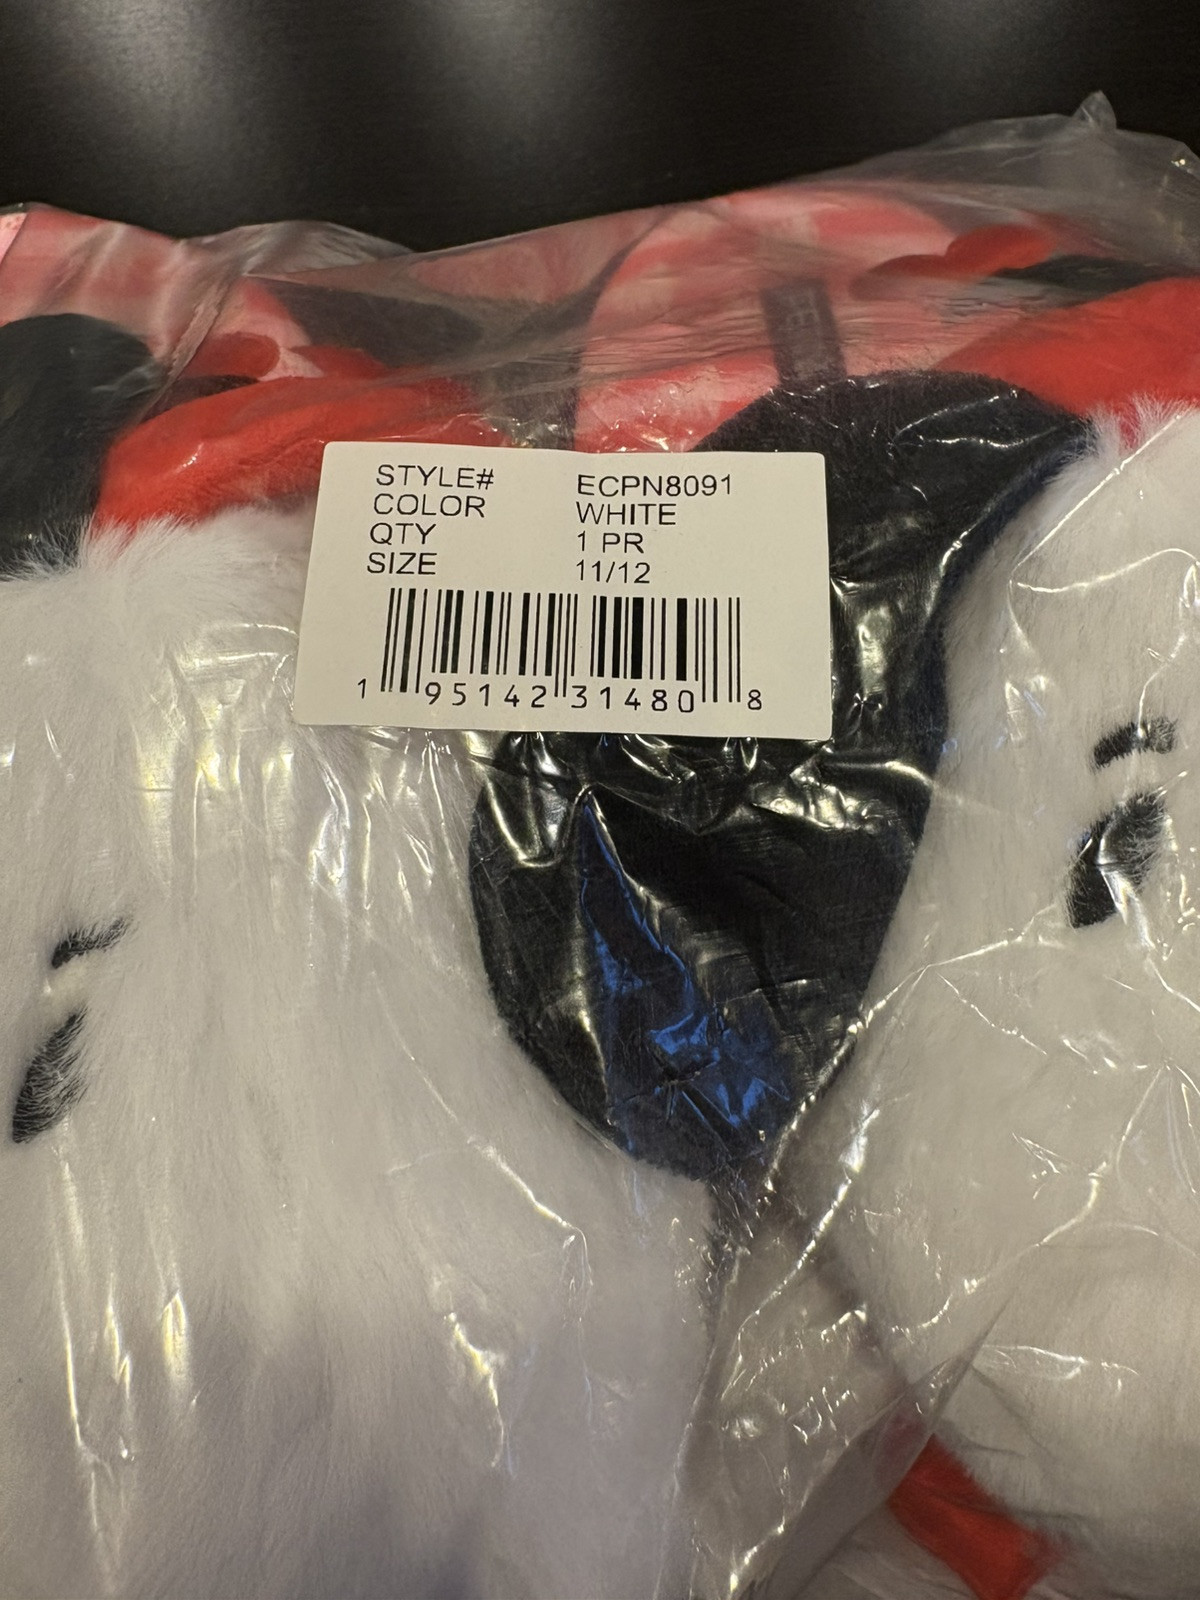 STYLE# ECPN8091
COLOR WHITE
QTY 1 PR
SIZE 11/12
1 95142 31480 8